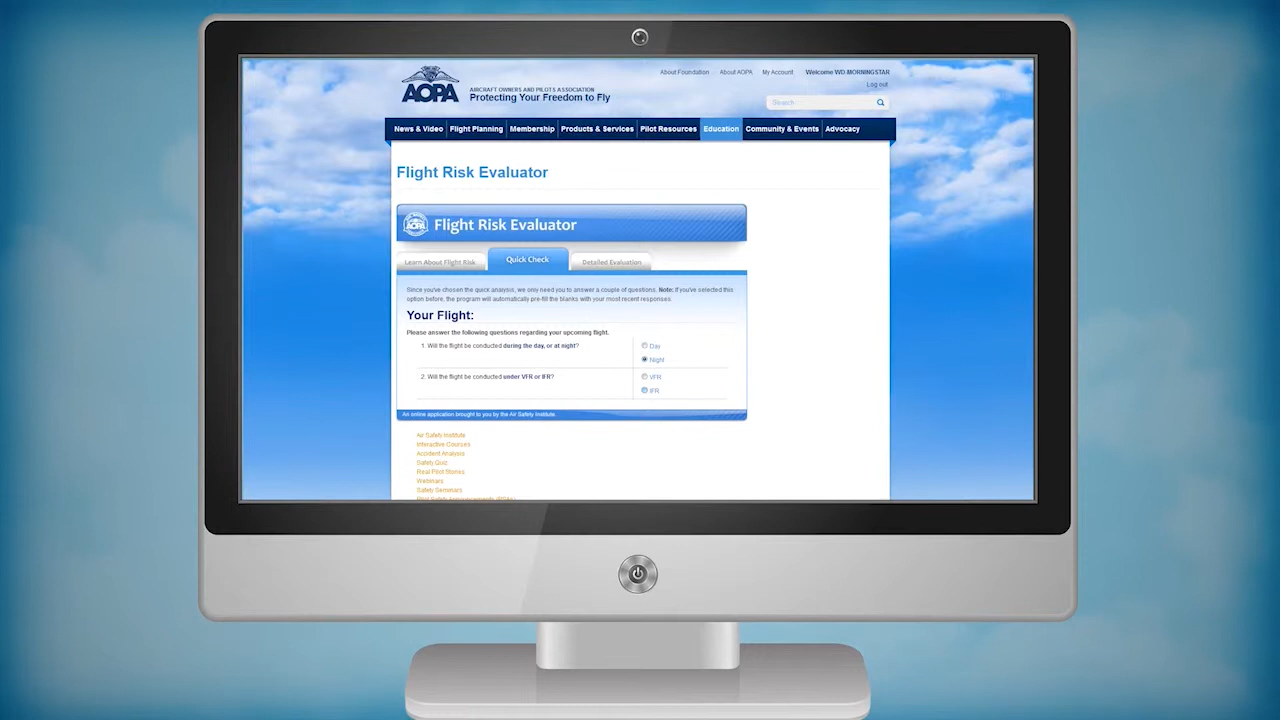 About Foundation About AOPA My Account Welcome WD.MORNINGSTAR
Log out
AOPA
AIRCRAFT OWNERS AND PILOTS ASSOCIATION
Protecting Your Freedom to Fly
Search
News & Video Flight Planning Membership Products & Services Pilot Resources Education Community & Events Advocacy
Flight Risk Evaluator
AOPA Flight Risk Evaluator
Learn About Flight Risk Quick Check Detailed Evaluation
Since you've chosen the quick analysis, we only need you to answer a couple of questions. Note: If you've selected this
option before, the program will automatically pre-fill the blanks with your most recent responses.
Your Flight:
Please answer the following questions regarding your upcoming flight.
1. Will the flight be conducted during the day, or at night? Day
Night
2. Will the flight be conducted under VFR or IFR? VFR
IFR
An online application brought to you by the Air Safety Institute.
Air Safety Institute
Interactive Courses
Accident Analysis
Safety Quiz
Real Pilot Stories
Webinars
Safety Seminars
Pilot Safety Announcements (PSAs)